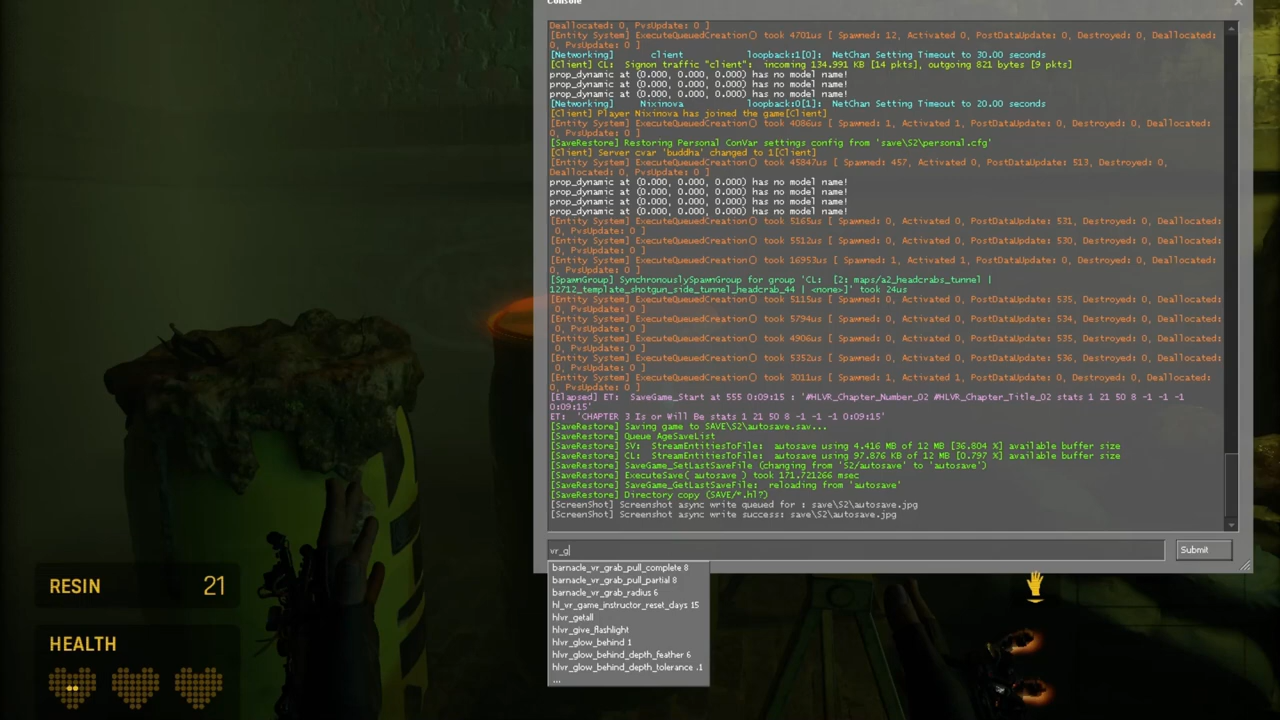 Console
Deallocated: 0, PvsUpdate: 0 ]
[Entity System] ExecuteQueuedCreation() took 4701us [ Spawned: 12, Activated 0, PostDataUpdate: 0, Destroyed: 0, Deallocated:
0, PvsUpdate: 0 ]
[Networking] client loopback:1[0]: NetChan Setting Timeout to 30.00 seconds
[Client] CL: Signon traffic "client": incoming 134.991 KB [14 pkts], outgoing 821 bytes [9 pkts]
prop_dynamic at (0.000, 0.000, 0.000) has no model name!
prop_dynamic at (0.000, 0.000, 0.000) has no model name!
prop_dynamic at (0.000, 0.000, 0.000) has no model name!
[Networking] Nixinova loopback:0[1]: NetChan Setting Timeout to 20.00 seconds
[Client] Player Nixinova has joined the game[Client]
[Entity System] ExecuteQueuedCreation() took 4086us [ Spawned: 1, Activated 1, PostDataUpdate: 0, Destroyed: 0, Deallocated:
0, PvsUpdate: 0 ]
[SaveRestore] Restoring Personal ConVar settings config from 'save\S2\personal.cfg'
[Client] Server cvar 'buddha' changed to 1[Client]
[Entity System] ExecuteQueuedCreation() took 45847us [ Spawned: 457, Activated 0, PostDataUpdate: 513, Destroyed: 0,
Deallocated: 0, PvsUpdate: 0 ]
prop_dynamic at (0.000, 0.000, 0.000) has no model name!
prop_dynamic at (0.000, 0.000, 0.000) has no model name!
prop_dynamic at (0.000, 0.000, 0.000) has no model name!
prop_dynamic at (0.000, 0.000, 0.000) has no model name!
[Entity System] ExecuteQueuedCreation() took 5165us [ Spawned: 0, Activated 0, PostDataUpdate: 531, Destroyed: 0, Deallocated:
0, PvsUpdate: 0 ]
[Entity System] ExecuteQueuedCreation() took 5512us [ Spawned: 0, Activated 0, PostDataUpdate: 530, Destroyed: 0, Deallocated:
0, PvsUpdate: 0 ]
[Entity System] ExecuteQueuedCreation() took 16953us [ Spawned: 1, Activated 1, PostDataUpdate: 0, Destroyed: 0, Deallocated:
0, PvsUpdate: 0 ]
[SpawnGroup] SynchronouslySpawnGroup for group 'CL: [2: maps/a2_headcrabs_tunnel |
12712_template_shotgun_side_tunnel_headcrab_44 | <none>]' took 24us
[Entity System] ExecuteQueuedCreation() took 5115us [ Spawned: 0, Activated 0, PostDataUpdate: 535, Destroyed: 0, Deallocated:
0, PvsUpdate: 0 ]
[Entity System] ExecuteQueuedCreation() took 5794us [ Spawned: 0, Activated 0, PostDataUpdate: 534, Destroyed: 0, Deallocated:
0, PvsUpdate: 0 ]
[Entity System] ExecuteQueuedCreation() took 4906us [ Spawned: 0, Activated 0, PostDataUpdate: 535, Destroyed: 0, Deallocated:
0, PvsUpdate: 0 ]
[Entity System] ExecuteQueuedCreation() took 5352us [ Spawned: 0, Activated 0, PostDataUpdate: 536, Destroyed: 0, Deallocated:
0, PvsUpdate: 0 ]
[Entity System] ExecuteQueuedCreation() took 3011us [ Spawned: 1, Activated 1, PostDataUpdate: 0, Destroyed: 0, Deallocated:
0, PvsUpdate: 0 ]
[Elapsed] ET: SaveGame_Start at 555 0:09:15 : '#HLVR_Chapter_Number_02 #HLVR_Chapter_Title_02 stats 1 21 50 8 -1 -1 -1
0:09:15'
ET: 'CHAPTER 3 Is or Will Be stats 1 21 50 8 -1 -1 -1 0:09:15'
[SaveRestore] Saving game to SAVE\S2\autosave.sav...
[SaveRestore] Queue AgeSaveList
[SaveRestore] SV: StreamEntitiesToFile: autosave using 4.416 MB of 12 MB [36.804 %] available buffer size
[SaveRestore] CL: StreamEntitiesToFile: autosave using 97.876 KB of 12 MB [0.797 %] available buffer size
[SaveRestore] SaveGame_SetLastSaveFile (changing from 'S2/autosave' to 'autosave')
[SaveRestore] ExecuteSave( autosave ) took 171.721266 msec
[SaveRestore] SaveGame_GetLastSaveFile: reloading from 'autosave'
[SaveRestore] Directory copy (SAVE/*.hl?)
[ScreenShot] Screenshot async write queued for : save\S2\autosave.jpg
[ScreenShot] Screenshot async write success: save\S2\autosave.jpg
vr_g
Submit
barnacle_vr_grab_pull_complete 8
barnacle_vr_grab_pull_partial 8
barnacle_vr_grab_radius 6
hl_vr_game_instructor_reset_days 15
hlvr_getall
hlvr_give_flashlight
hlvr_glow_behind 1
hlvr_glow_behind_depth_feather 6
hlvr_glow_behind_depth_tolerance .1
...
RESIN 21
HEALTH